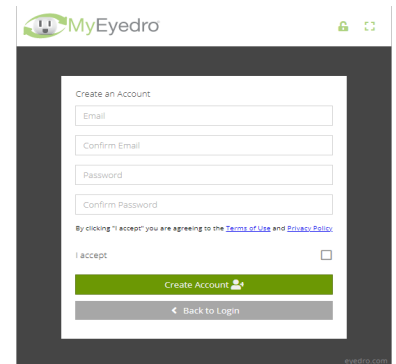 MyEyedro
Create an Account
Email
Confirm Email
Password
Confirm Password
By clicking "I accept" you are agreeing to the Terms of Use and Privacy Policy
I accept
Create Account
Back to Login
eyedro.com